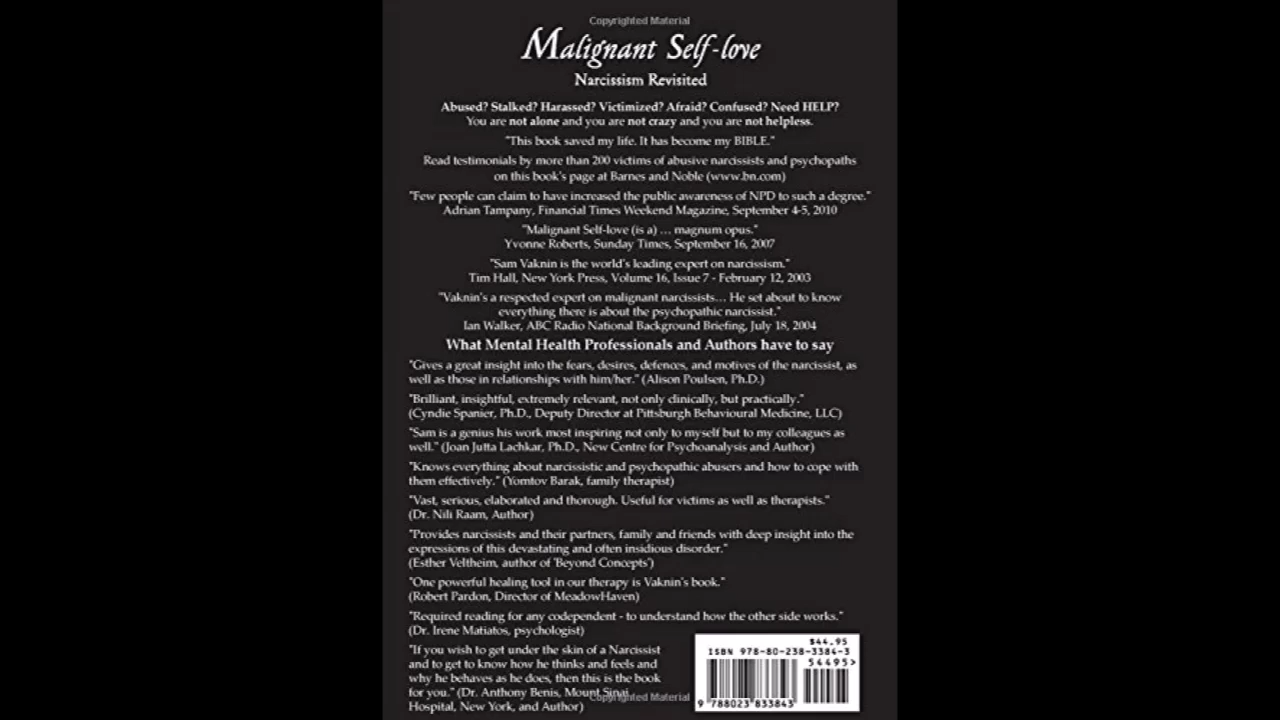 Copyrighted Material
Malignant Self-love
Narcissism Revisited
Abused? Stalked? Harassed? Victimized? Afraid? Confused? Need HELP?
You are not alone and you are not crazy and you are not helpless.
"This book saved my life. It has become my BIBLE."
Read testimonials by more than 200 victims of abusive narcissists and psychopaths
on this book's page at Barnes and Noble (www.bn.com)
"Few people can claim to have increased the public awareness of NPD to such a degree."
Adrian Tampany, Financial Times Weekend Magazine, September 4-5, 2010
"Malignant Self-love (is a) ... magnum opus."
Yvonne Roberts, Sunday Times, September 16, 2007
"Sam Vaknin is the world's leading expert on narcissism."
Tim Hall, New York Press, Volume 16, Issue 7 - February 12, 2003
"Vaknin's a respected expert on malignant narcissists... He set about to know
everything there is about the psychopathic narcissist."
Ian Walker, ABC Radio National Background Briefing, July 18, 2004
What Mental Health Professionals and Authors have to say
"Gives a great insight into the fears, desires, defences, and motives of the narcissist, as
well as those in relationships with him/her." (Alison Poulsen, Ph.D.)
"Brilliant, insightful, extremely relevant, not only clinically, but practically."
(Cyndie Spanier, Ph.D., Deputy Director at Pittsburgh Behavioural Medicine, LLC)
"Sam is a genius his work most inspiring not only to myself but to my colleagues as
well." (Joan Jutta Lachkar, Ph.D., New Centre for Psychoanalysis and Author)
"Knows everything about narcissistic and psychopathic abusers and how to cope with
them effectively." (Yomtov Barak, family therapist)
"Vast, serious, elaborated and thorough. Useful for victims as well as therapists."
(Dr. Nili Raam, Author)
"Provides narcissists and their partners, family and friends with deep insight into the
expressions of this devastating and often insidious disorder."
(Esther Veltheim, author of 'Beyond Concepts')
"One powerful healing tool in our therapy is Vaknin's book."
(Robert Pardon, Director of MeadowHaven)
"Required reading for any codependent - to understand how the other side works."
(Dr. Irene Matiatos, psychologist)
"If you wish to get under the skin of a Narcissist
and to get to know how he thinks and feels and
why he behaves as he does, then this is the book
for you." (Dr. Anthony Benis, Mount Sinai
Hospital, New York, and Author)
Copyrighted Material
$44.95
ISBN 978-80-238-3384-3
54495>
9 788023 833843